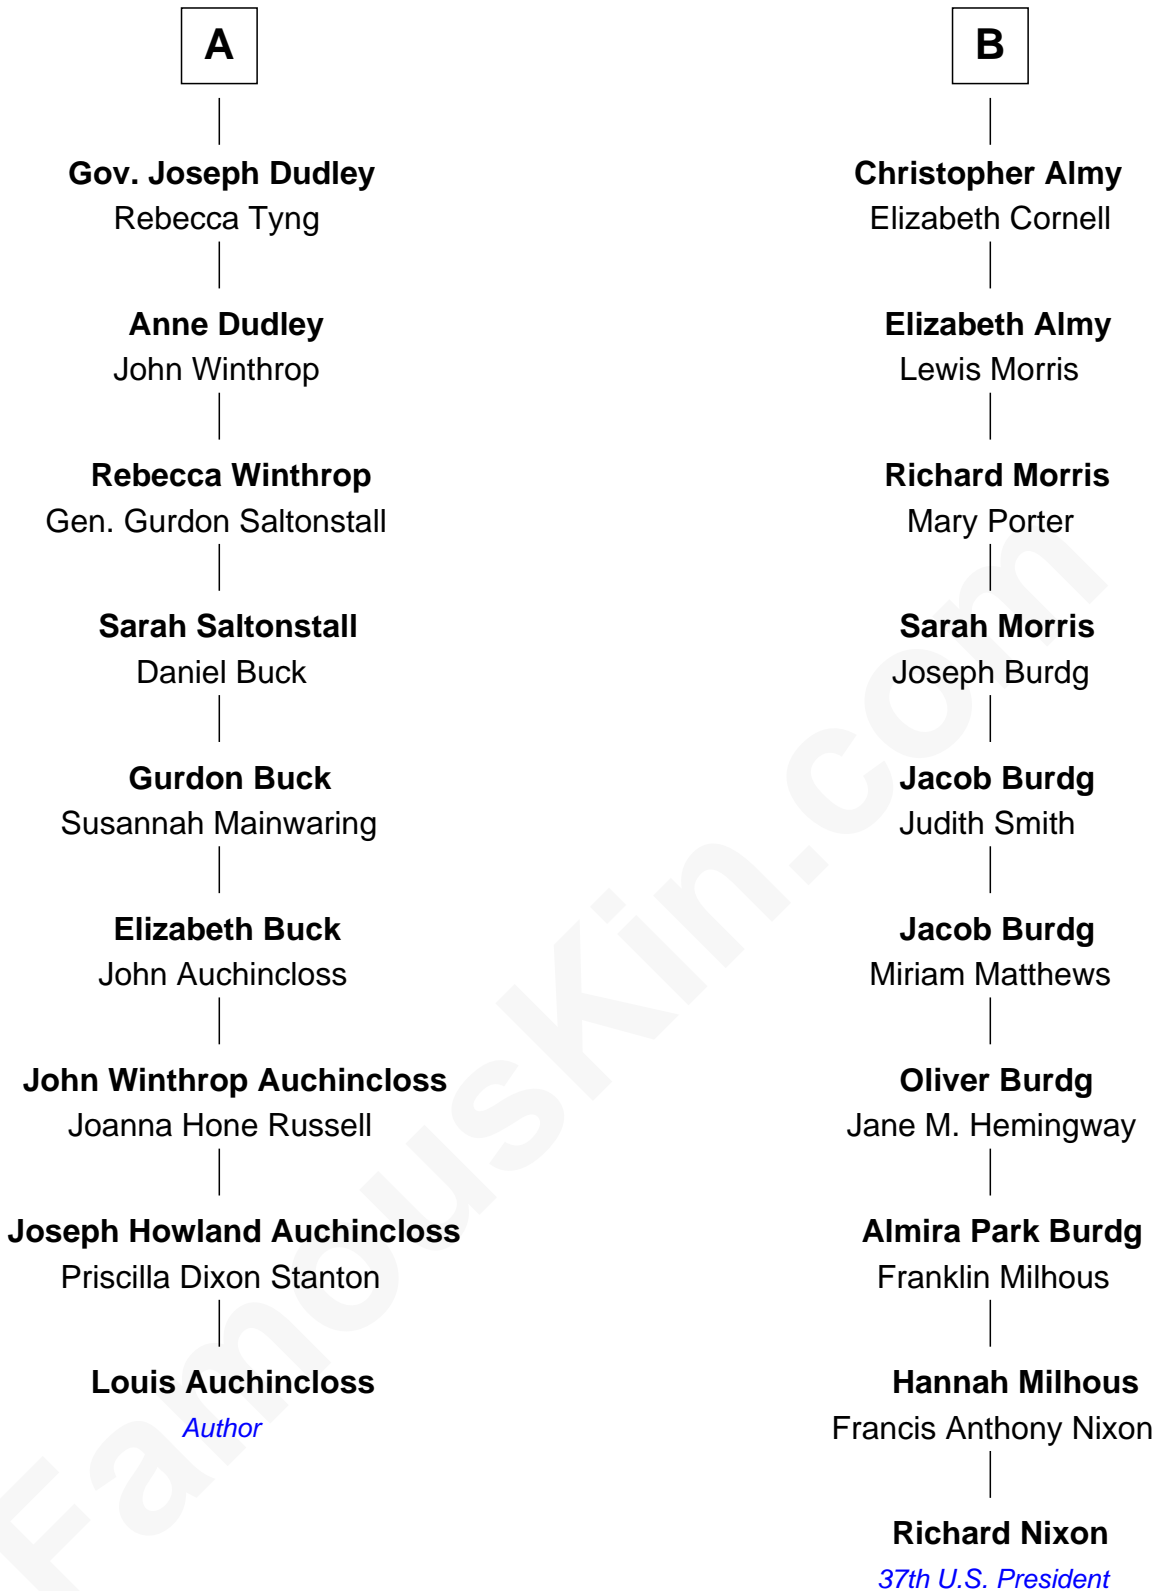 A
Gov. Joseph Dudley
Rebecca Tyng
Anne Dudley
John Winthrop
Rebecca Winthrop
Gen. Gurdon Saltonstall
Sarah Saltonstall
Daniel Buck
Gurdon Buck
Susannah Mainwaring
Elizabeth Buck
John Auchincloss
John Winthrop Auchincloss
Joanna Hone Russell
Joseph Howland Auchincloss
Priscilla Dixon Stanton
Louis Auchincloss
Author
B
Christopher Almy
Elizabeth Cornell
Elizabeth Almy
Lewis Morris
Richard Morris
Mary Porter
Sarah Morris
Joseph Burdg
Jacob Burdg
Judith Smith
Jacob Burdg
Miriam Matthews
Oliver Burdg
Jane M. Hemingway
Almira Park Burdg
Franklin Milhous
Hannah Milhous
Francis Anthony Nixon
Richard Nixon
37th U.S. President
FamousKin.com